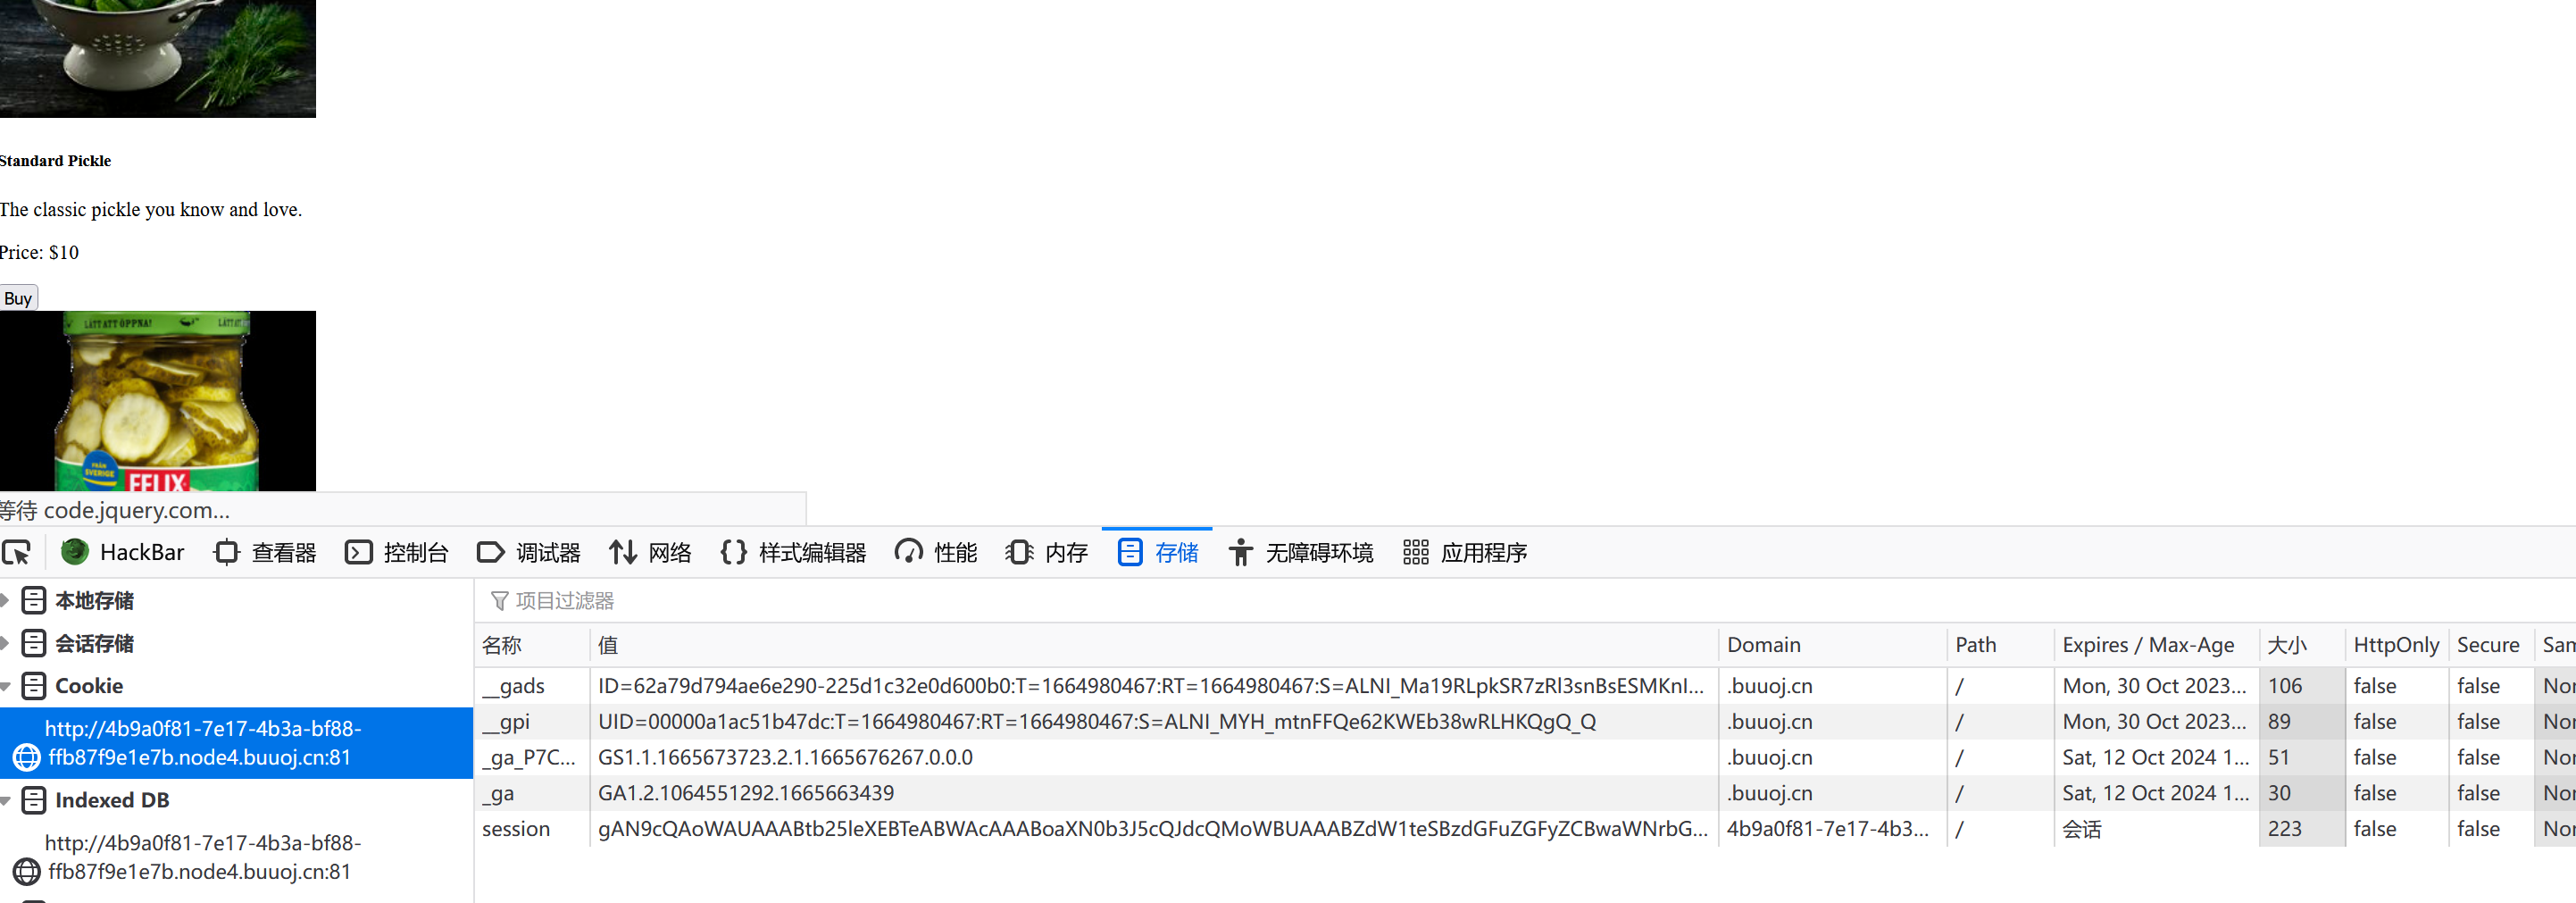 Standard Pickle
The classic pickle you know and love.
Price: $10
Buy
LÄTT ATT ÖPPNA!
FRÅN
SVERIGE
FELIX
等待 code.jquery.com...
HackBar 查看器 控制台 调试器 网络 样式编辑器 性能 内存 存储 无障碍环境 应用程序
本地存储
会话存储
Cookie
http://4b9a0f81-7e17-4b3a-bf88-
ffb87f9e1e7b.node4.buuoj.cn:81
Indexed DB
http://4b9a0f81-7e17-4b3a-bf88-
ffb87f9e1e7b.node4.buuoj.cn:81
项目过滤器
名称 值 Domain Path Expires / Max-Age 大小 HttpOnly Secure Sam
__gads ID=62a79d794ae6e290-225d1c32e0d600b0:T=1664980467:RT=1664980467:S=ALNI_Ma19RLpkSR7zRl3snBsESMKnI... .buuoj.cn / Mon, 30 Oct 2023... 106 false false Nor
__gpi UID=00000a1ac51b47dc:T=1664980467:RT=1664980467:S=ALNI_MYH_mtnFFQe62KWEb38wRLHKQgQ_Q .buuoj.cn / Mon, 30 Oct 2023... 89 false false Nor
_ga_P7C... GS1.1.1665673723.2.1.1665676267.0.0.0 .buuoj.cn / Sat, 12 Oct 2024 1... 51 false false Nor
_ga GA1.2.1064551292.1665663439 .buuoj.cn / Sat, 12 Oct 2024 1... 30 false false Nor
session gAN9cQAoWAUAAABtb25leXEBTeABWAcAAABoaXN0b3J5cQJdcQMoWBUAAABZdW1teSBzdGFuZGFyZCBwaWNrbG... 4b9a0f81-7e17-4b3... / 会话 223 false false Nor